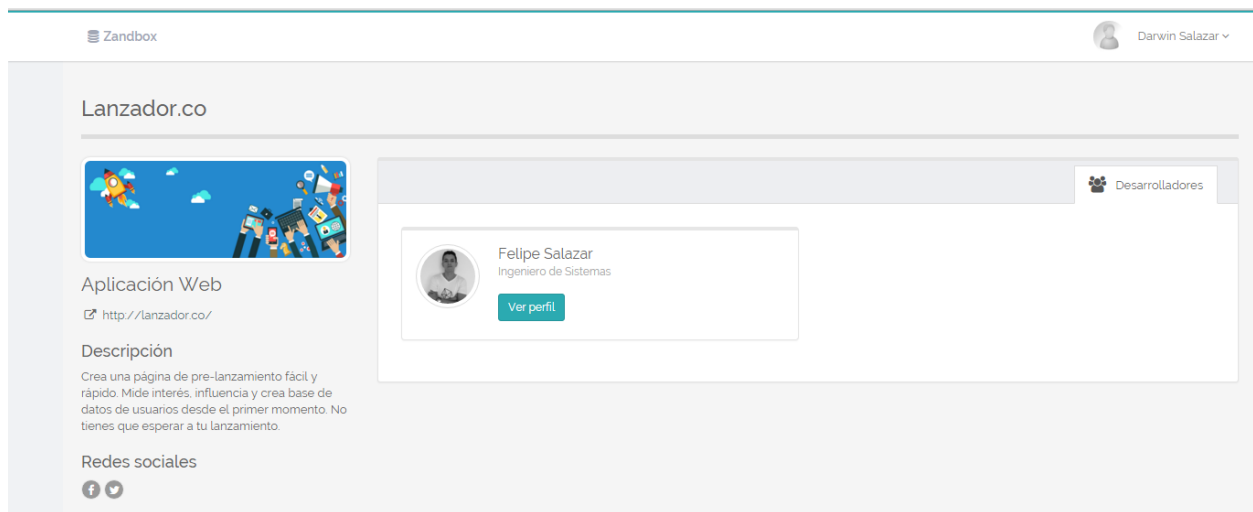 Zandbox
Darwin Salazar
Lanzador.co
Aplicación Web
http://lanzador.co/
Descripción
Crea una página de pre-lanzamiento fácil y
rápido. Mide interés, influencia y crea base de
datos de usuarios desde el primer momento. No
tienes que esperar a tu lanzamiento.
Redes sociales
Desarrolladores
Felipe Salazar
Ingeniero de Sistemas
Ver perfil